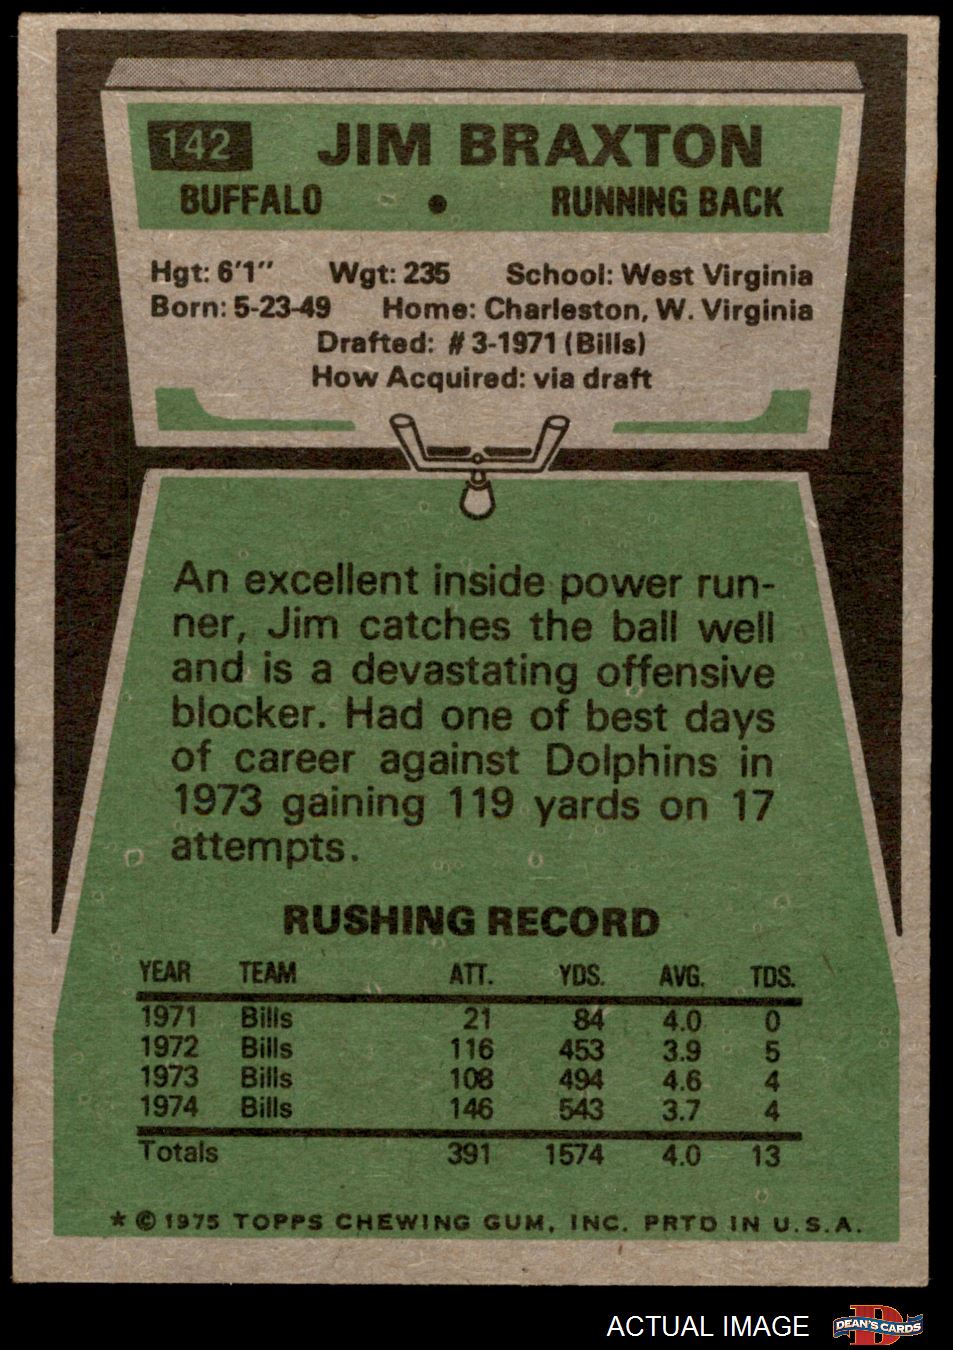 142 JIM BRAXTON
BUFFALO • RUNNING BACK
Hgt: 6'1" Wgt: 235 School: West Virginia
Born: 5-23-49 Home: Charleston, W. Virginia
Drafted: #3-1971 (Bills)
How Acquired: via draft
An excellent inside power run-
ner, Jim catches the ball well
and is a devastating offensive
blocker. Had one of best days
of career against Dolphins in
1973 gaining 119 yards on 17
attempts.
RUSHING RECORD
YEAR TEAM ATT. YDS. AVG. TDS.
1971 Bills 21 84 4.0 0
1972 Bills 116 453 3.9 5
1973 Bills 108 494 4.6 4
1974 Bills 146 543 3.7 4
Totals 391 1574 4.0 13
* © 1975 TOPPS CHEWING GUM, INC. PRTD IN U.S.A.
ACTUAL IMAGE D DEAN'S CARDS